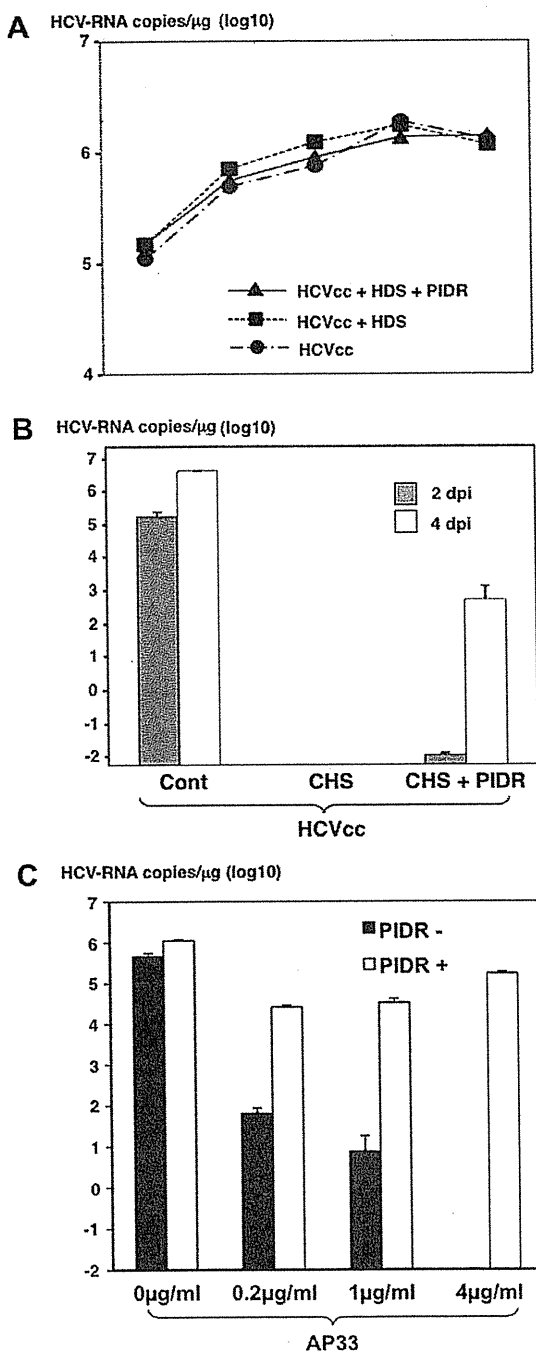 A
HCV-RNA copies/µg (log10)
7
6
5
4
HCVcc + HDS + PIDR
HCVcc + HDS
HCVcc
B
HCV-RNA copies/µg (log10)
7
6
5
4
3
2
1
0
-1
-2
2 dpi
4 dpi
Cont CHS CHS + PIDR
HCVcc
C
HCV-RNA copies/µg (log10)
7
6
5
4
2
1
0
-1
-2
PIDR -
PIDR +
0µg/ml 0.2µg/ml 1µg/ml 4µg/ml
AP33